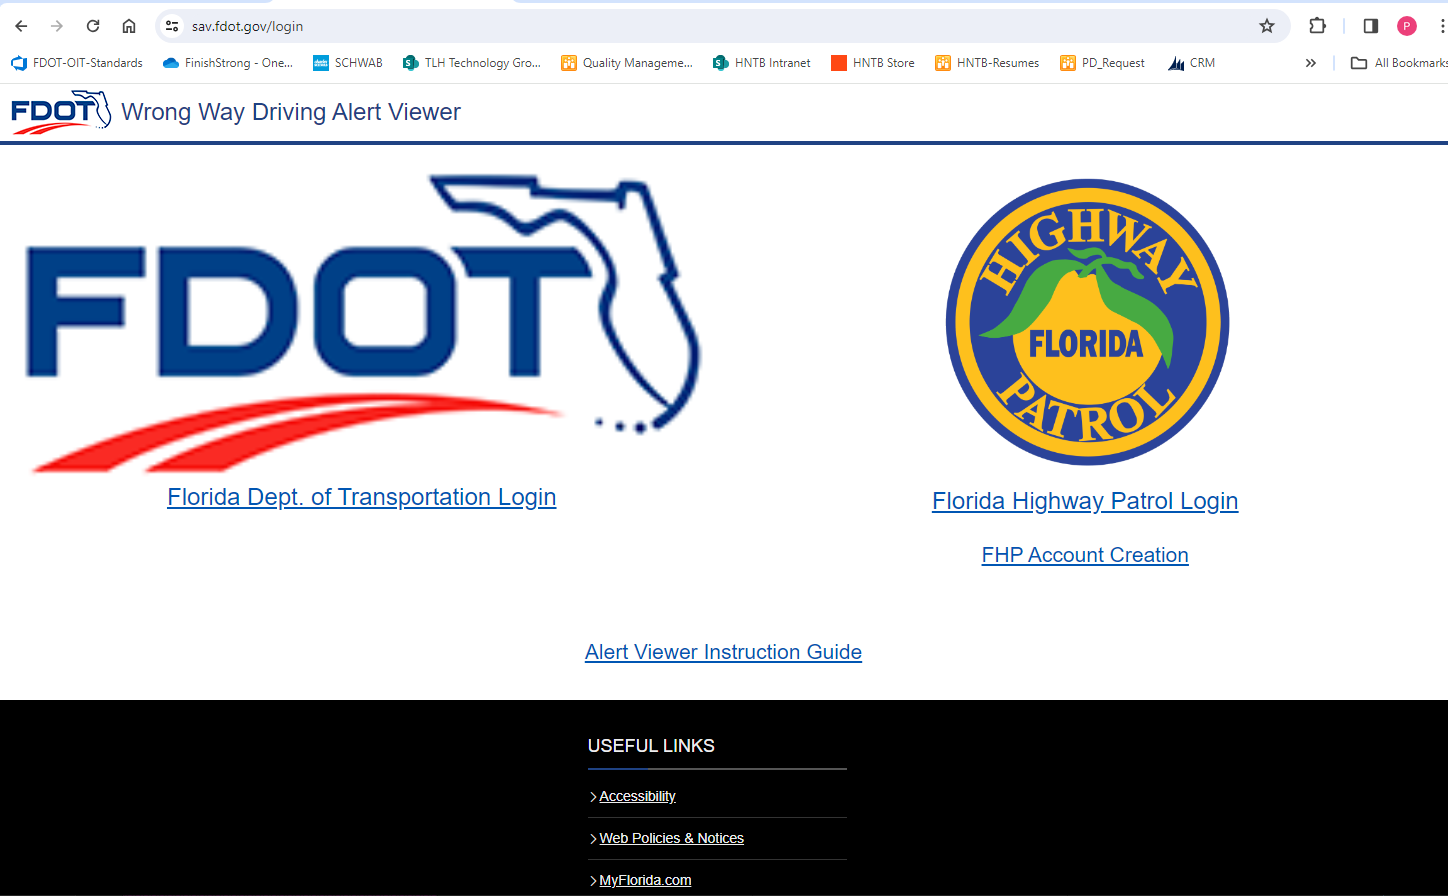 sav.fdot.gov/login
P
FDOT-OIT-Standards
FinishStrong - One...
SCHWAB
TLH Technology Gro...
Quality Manageme...
HNTB Intranet
HNTB Store
HNTB-Resumes
PD_Request
CRM
All Bookmarks
FDOT
Wrong Way Driving Alert Viewer
FDOT
HIGHWAY
FLORIDA
PATROL
Florida Dept. of Transportation Login
Florida Highway Patrol Login
FHP Account Creation
Alert Viewer Instruction Guide
USEFUL LINKS
Accessibility
Web Policies & Notices
MyFlorida.com